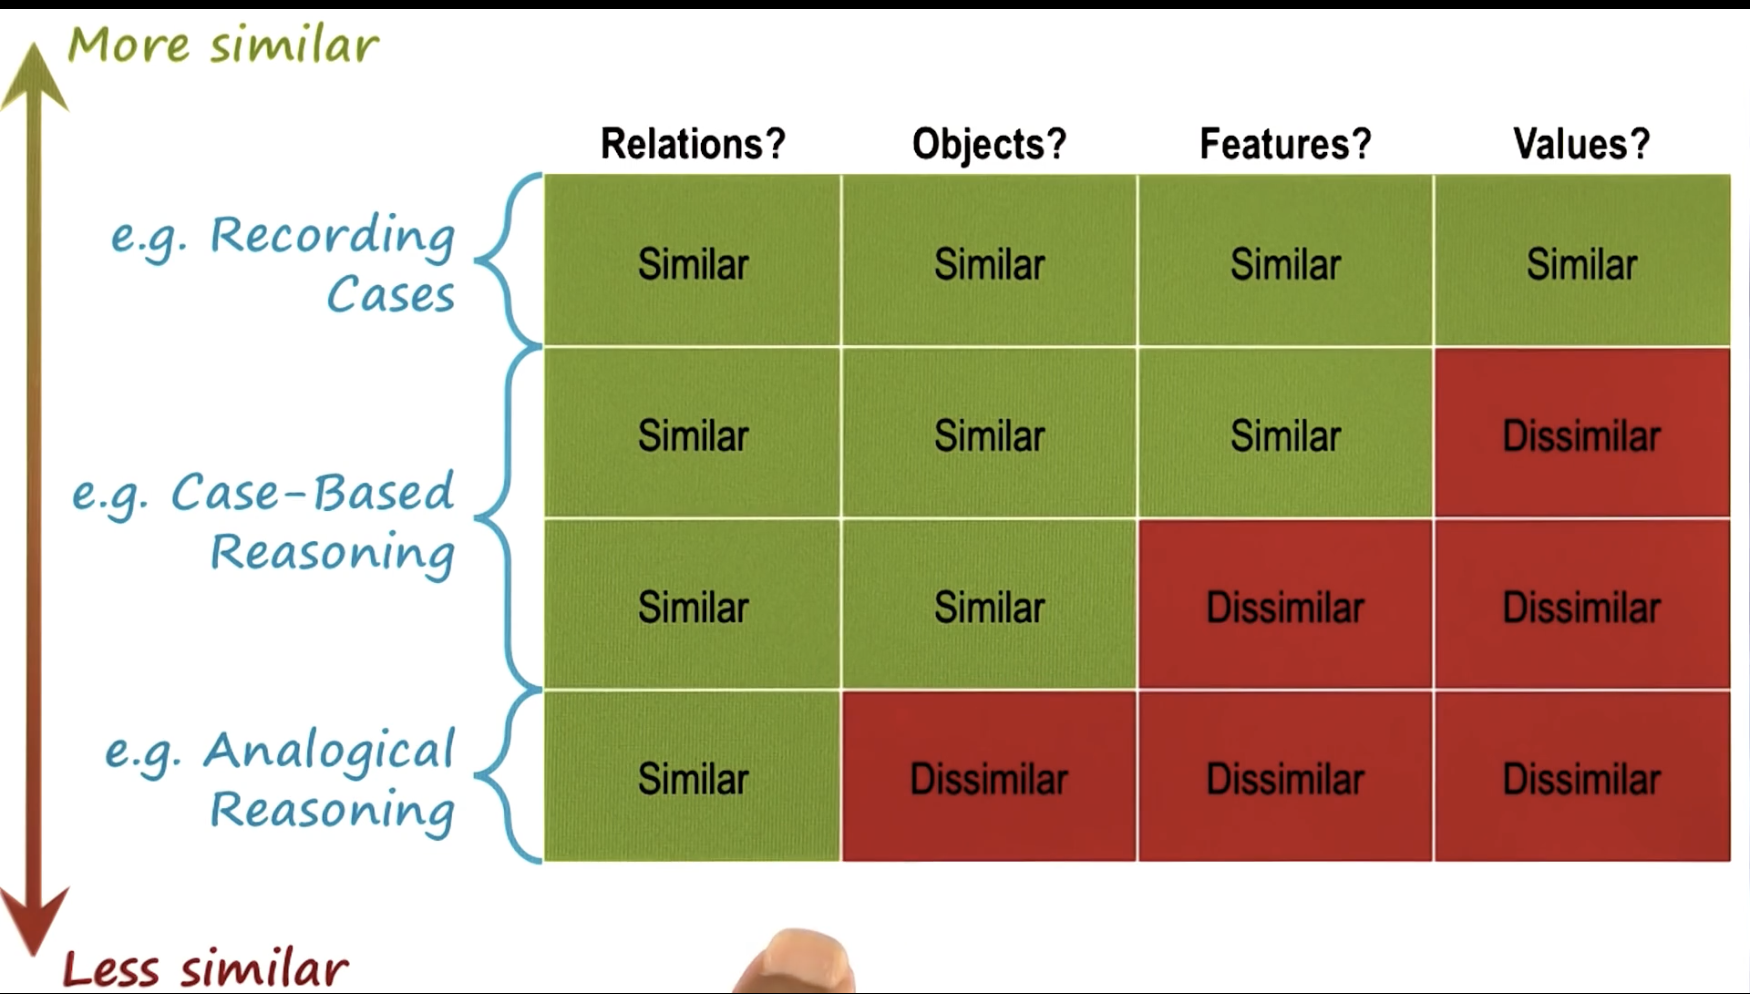 More similar
Relations? Objects? Features? Values?
e.g. Recording
Cases
Similar Similar Similar Similar
e.g. Case-Based
Reasoning
Similar Similar Similar Dissimilar
Similar Similar Dissimilar Dissimilar
e.g. Analogical
Reasoning
Similar Dissimilar Dissimilar Dissimilar
Less similar